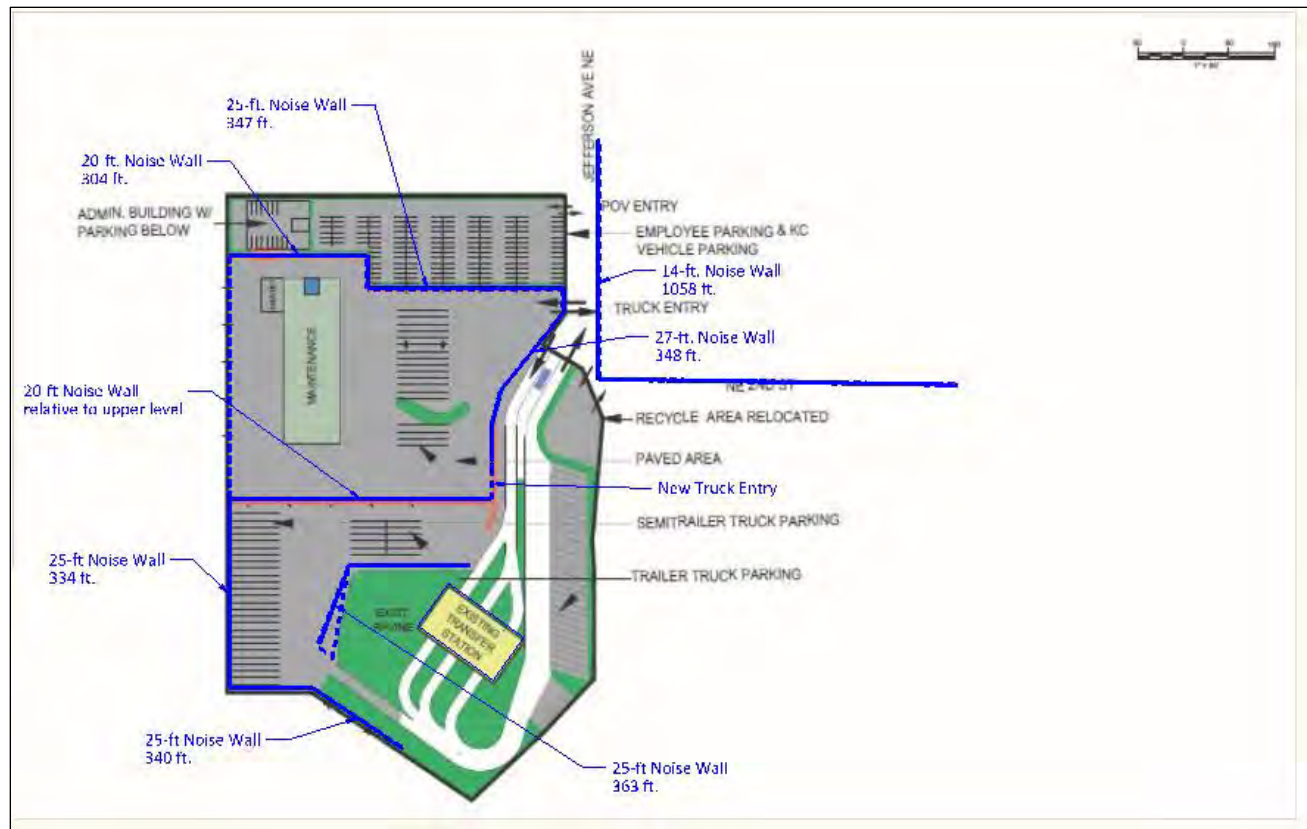 JEFFERSON AVE NE
25-ft. Noise Wall
347 ft.
20 ft. Noise Wall
304 ft.
ADMIN. BUILDING W/
PARKING BELOW
POV ENTRY
EMPLOYEE PARKING & KC
VEHICLE PARKING
14-ft. Noise Wall
1058 ft.
TRUCK ENTRY
27-ft. Noise Wall
348 ft.
MAINTENANCE
NE 2ND ST
20 ft Noise Wall
relative to upper level
RECYCLE AREA RELOCATED
PAVED AREA
New Truck Entry
SEMITRAILER TRUCK PARKING
25-ft Noise Wall
334 ft.
TRAILER TRUCK PARKING
EXIST
RAVINE
EXISTING
TRANSFER
STATION
25-ft Noise Wall
340 ft.
25-ft Noise Wall
363 ft.